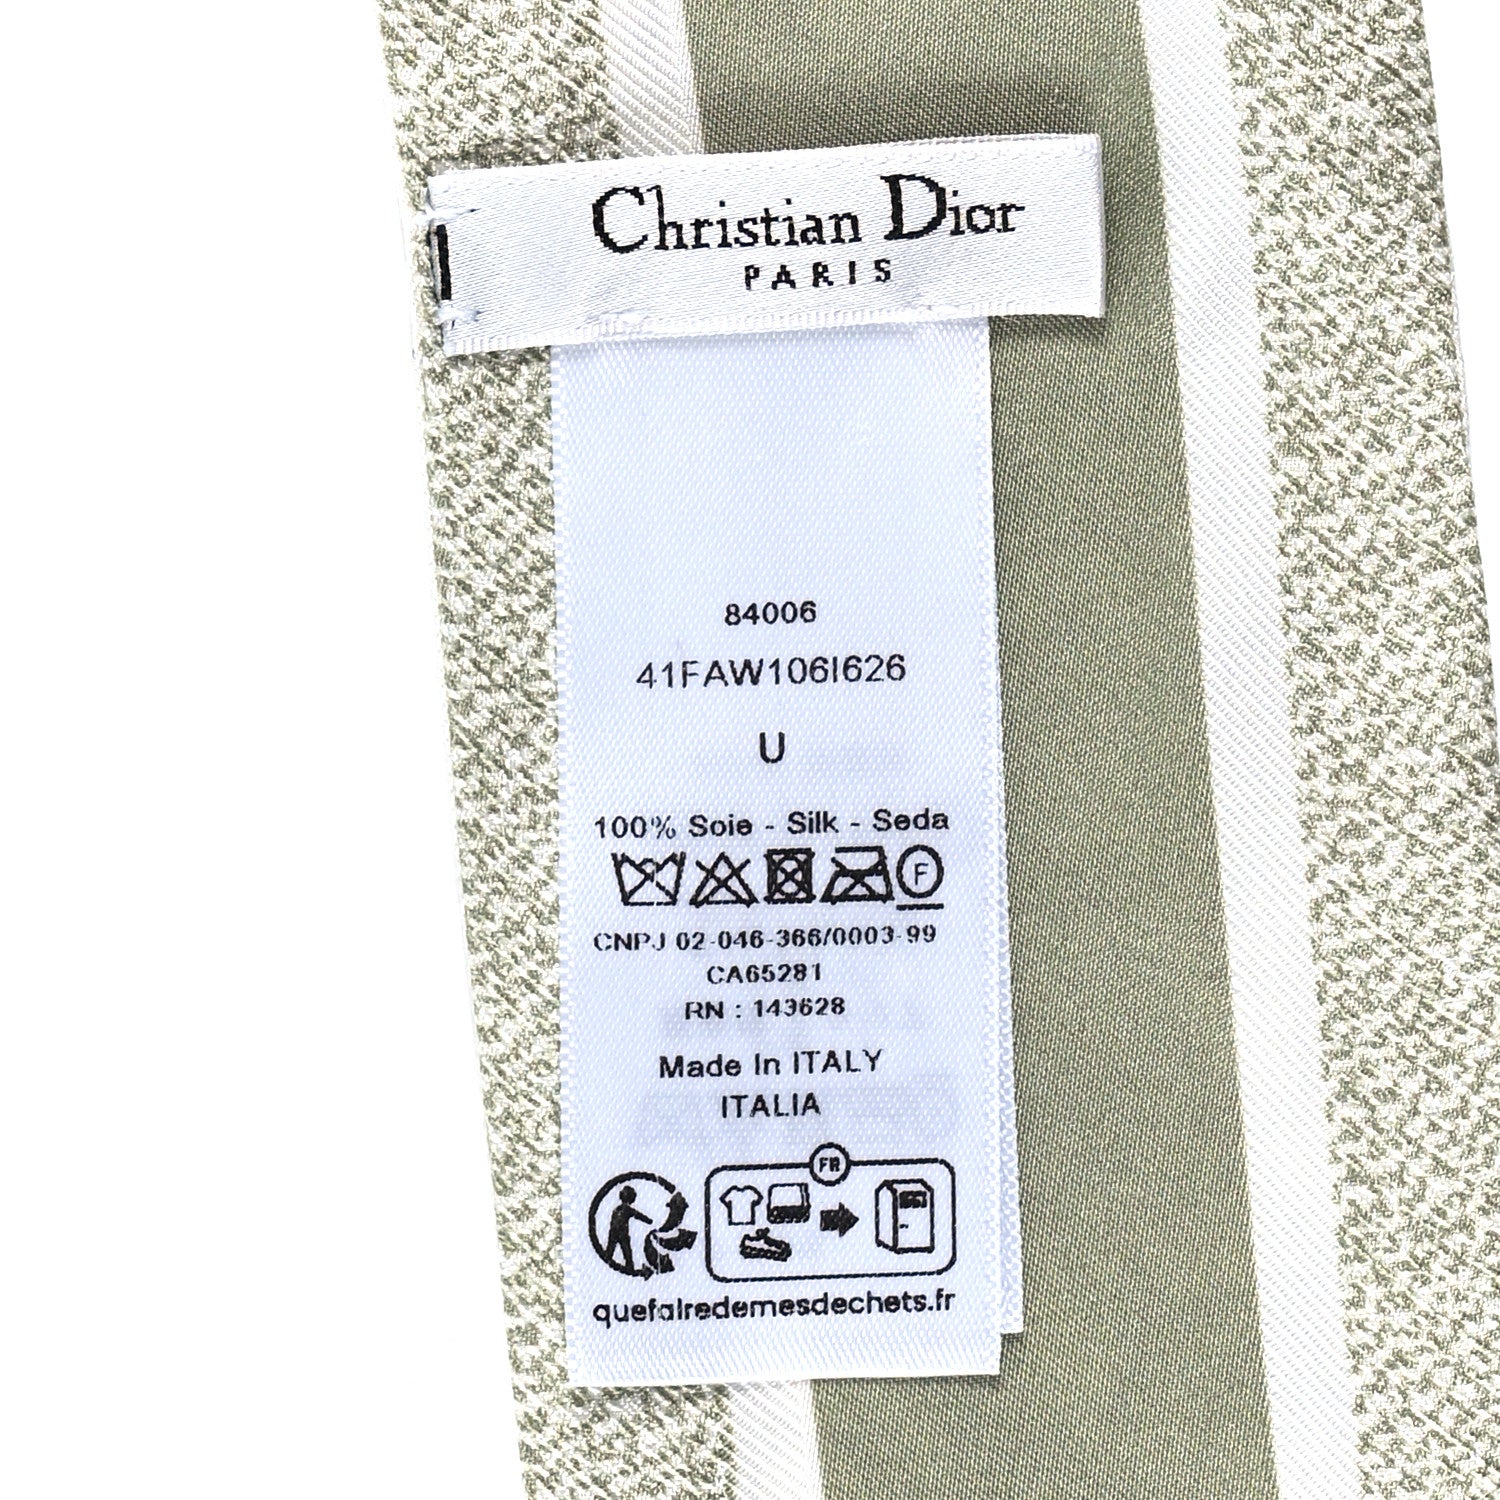 Christian Dior
PARIS
84006
41FAW106I626
U
100% Soie - Silk - Seda
F
CNPJ 02-046-366/0003-99
CA65281
RN : 143628
Made In ITALY
ITALIA
FR
quefairedemesdechets.fr